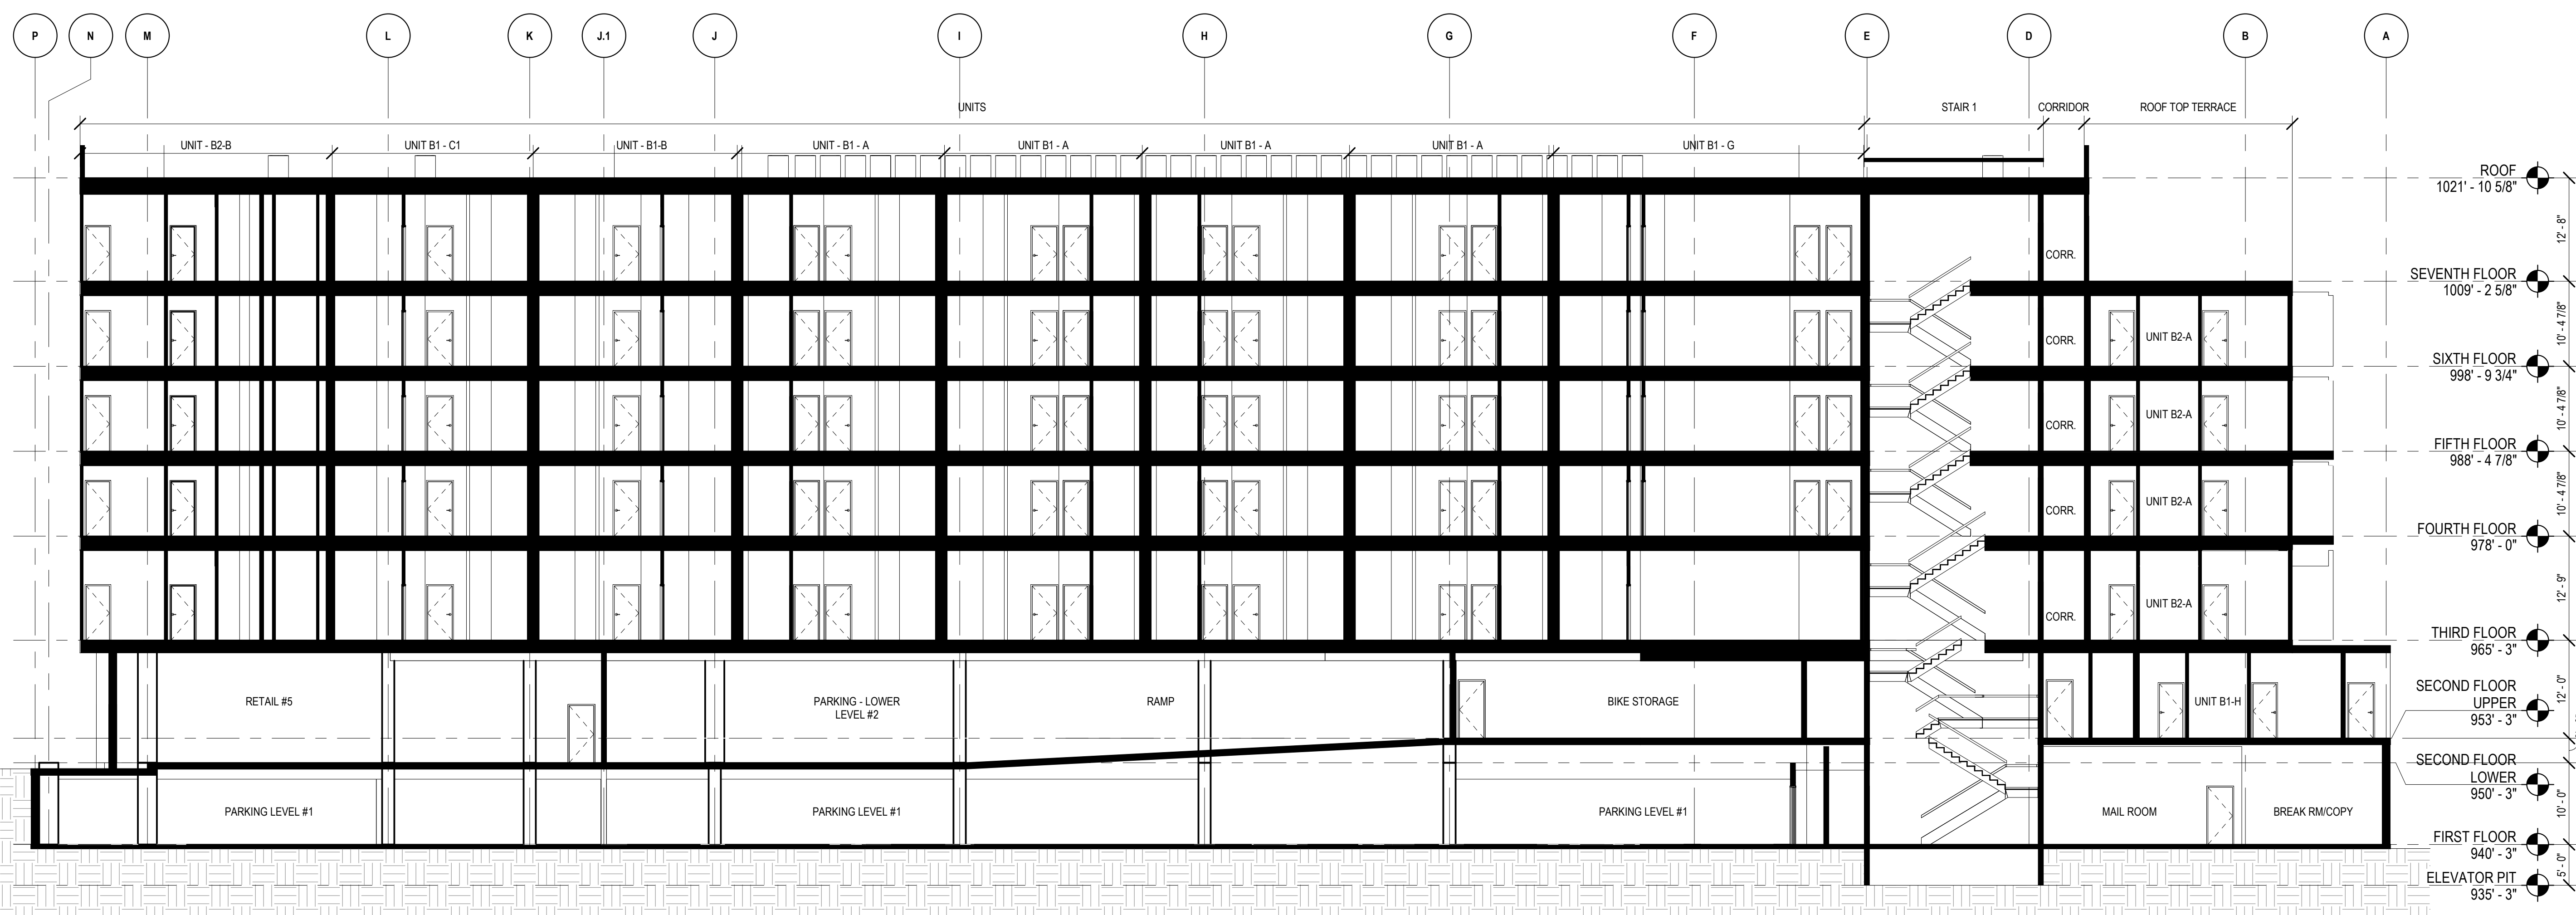 P N M L K J.1 J I H G F E D B A
UNITS STAIR 1 CORRIDOR ROOF TOP TERRACE
UNIT - B2-B UNIT B1 - C1 UNIT - B1-B UNIT - B1 - A UNIT B1 - A UNIT B1 - A UNIT B1 - A UNIT B1 - G
ROOF
1021' - 10 5/8"
12' - 8"
CORR.
SEVENTH FLOOR
1009' - 2 5/8"
10' - 4 7/8"
CORR. UNIT B2-A
SIXTH FLOOR
998' - 9 3/4"
10' - 4 7/8"
CORR. UNIT B2-A
FIFTH FLOOR
988' - 4 7/8"
10' - 4 7/8"
CORR. UNIT B2-A
FOURTH FLOOR
978' - 0"
12' - 9"
CORR. UNIT B2-A
THIRD FLOOR
965' - 3"
12' - 0"
RETAIL #5 PARKING - LOWER RAMP BIKE STORAGE UNIT B1-H
LEVEL #2
SECOND FLOOR
UPPER
953' - 3"
SECOND FLOOR
LOWER
950' - 3"
10' - 0"
PARKING LEVEL #1 PARKING LEVEL #1 PARKING LEVEL #1 MAIL ROOM BREAK RM/COPY
FIRST FLOOR
940' - 3"
5' - 0"
ELEVATOR PIT
935' - 3"